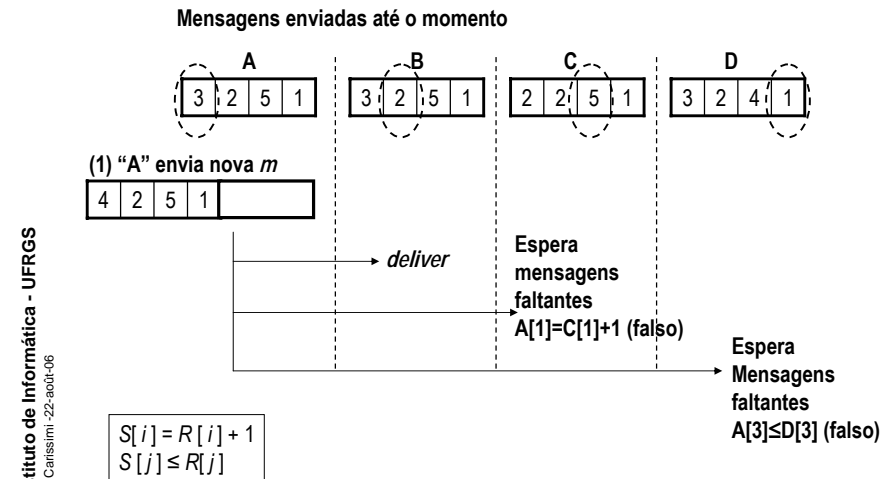 Mensagens enviadas até o momento
A B C D
3 2 5 1 3 2 5 1 2 2 5 1 3 2 4 1
(1) “A” envia nova m
4 2 5 1
deliver
Espera
mensagens
faltantes
A[1]=C[1]+1 (falso)
Espera
Mensagens
faltantes
A[3]≤D[3] (falso)
S[ i ] = R [ i ] + 1
S [ j ] ≤ R[ j ]
de Informática - UFRGS
Carissimi -22-août-06